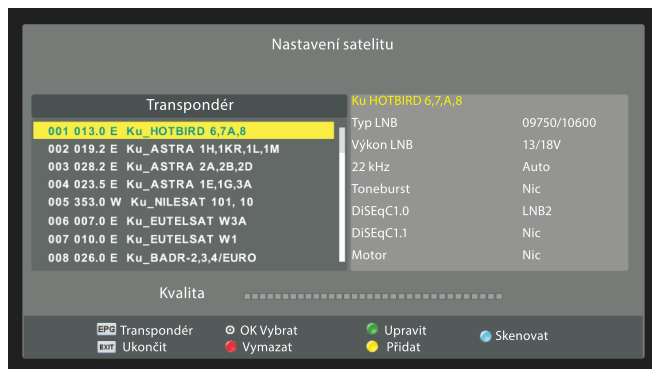 Nastavení satelitu
Transpondér
001 013.0 E Ku_HOTBIRD 6,7A,8
002 019.2 E Ku_ASTRA 1H,1KR,1L,1M
003 028.2 E Ku_ASTRA 2A,2B,2D
004 023.5 E Ku_ASTRA 1E,1G,3A
005 353.0 W Ku_NILESAT 101, 10
006 007.0 E Ku_EUTELSAT W3A
007 010.0 E Ku_EUTELSAT W1
008 026.0 E Ku_BADR-2,3,4/EURO
Ku HOTBIRD 6,7,A,8
Typ LNB 09750/10600
Výkon LNB 13/18V
22 kHz Auto
Toneburst Nic
DiSEqC1.0 LNB2
DiSEqC1.1 Nic
Motor Nic
Kvalita
EPG Transpondér OK Vybrat Upravit Skenovat
EXIT Ukončit Vymazat Přidat